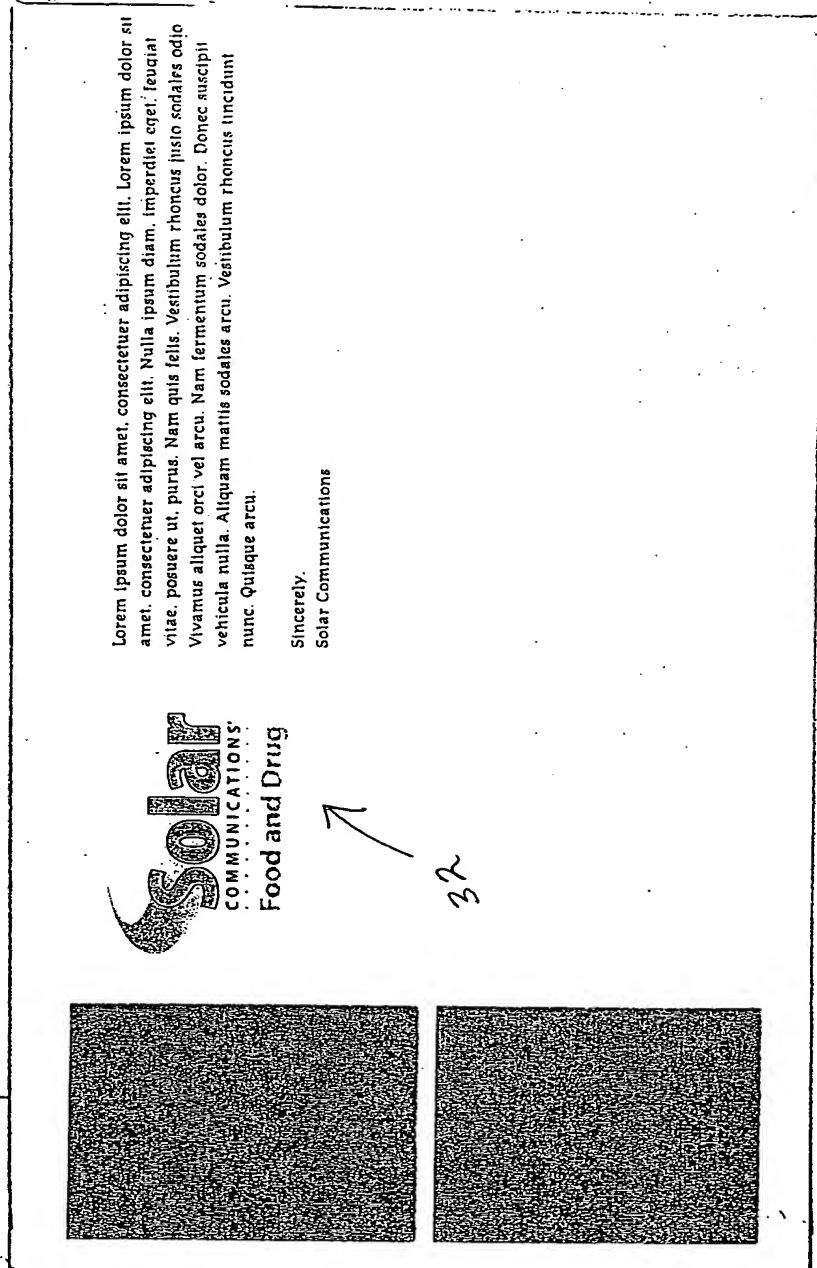 Lorem ipsum dolor sit amet, consectetuer adipiscing elit. Lorem ipsum dolor sit
amet, consectetuer adipiscing elit. Nulla ipsum diam, imperdiet eget, feugiat
vitae, posuere ut, purus. Nam quis felis. Vestibulum rhoncus justo sodales odio
Vivamus aliquet orci vel arcu. Nam fermentum sodales dolor. Donec suscipit
vehicula nulla. Aliquam mattis sodales arcu. Vestibulum rhoncus tincidunt
nunc. Quisque arcu.
Sincerely,
Solar Communications
Solar
COMMUNICATIONS'
Food and Drug
32